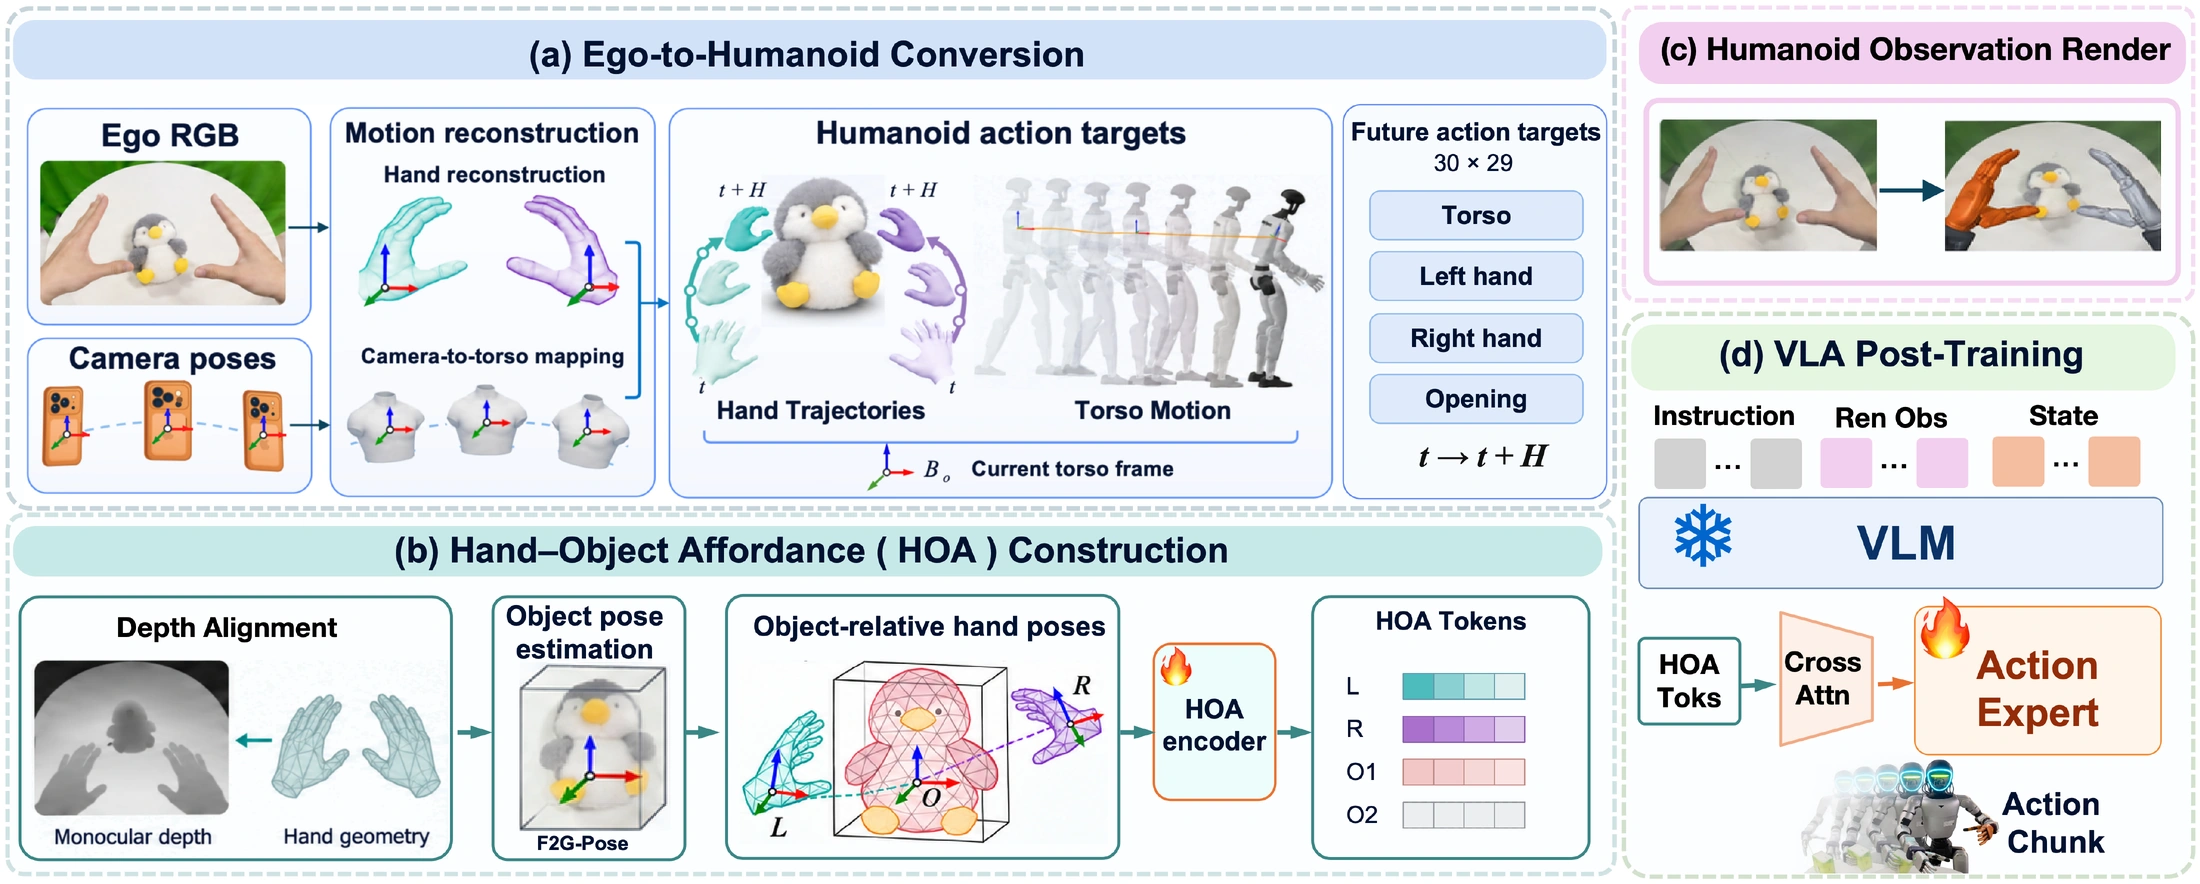 (a) Ego-to-Humanoid Conversion
Ego RGB
Camera poses
Motion reconstruction
Hand reconstruction
Camera-to-torso mapping
Humanoid action targets
t + H
t + H
t
t
Hand Trajectories
Torso Motion
B_o Current torso frame
Future action targets
30 × 29
Torso
Left hand
Right hand
Opening
t → t + H
(b) Hand–Object Affordance ( HOA ) Construction
Depth Alignment
Monocular depth
Hand geometry
Object pose
estimation
F2G-Pose
Object-relative hand poses
L
O
R
HOA
encoder
HOA Tokens
L
R
O1
O2
(c) Humanoid Observation Render
(d) VLA Post-Training
Instruction
Ren Obs
State
...
...
...
VLM
HOA
Toks
Cross
Attn
Action
Expert
Action
Chunk